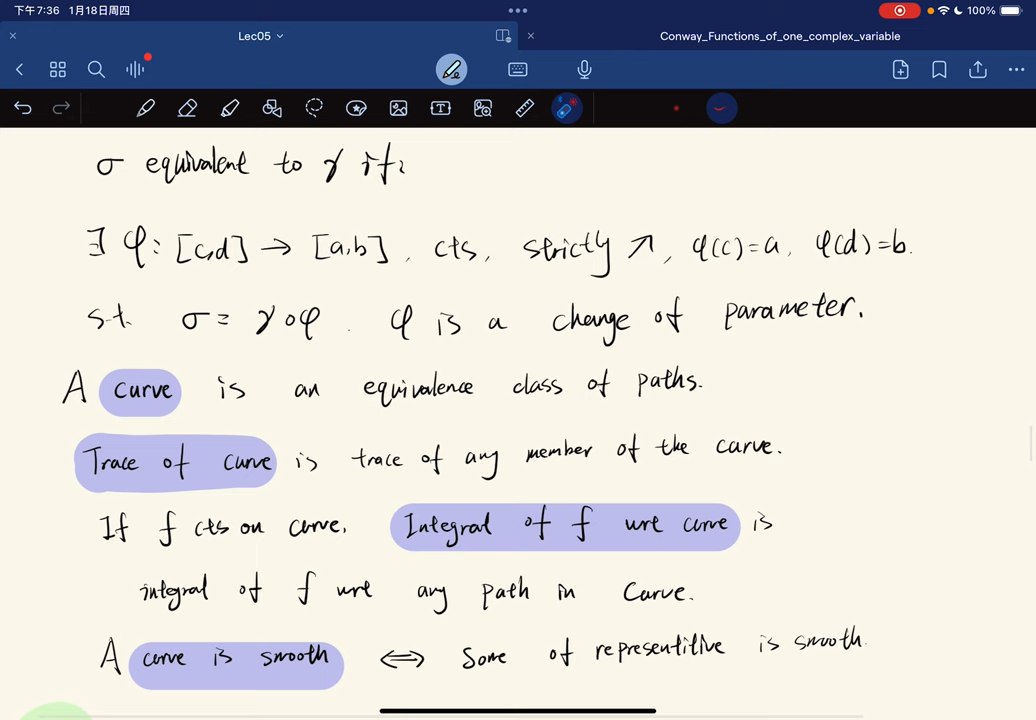 下午7:36 1月18日周四
100%
Lec05
Conway_Functions_of_one_complex_variable
σ equivalent to γ if:
∃ φ: [c,d] → [a,b], cts, strictly ↗, φ(c)=a, φ(d)=b.
s.t. σ = γ∘φ. φ is a change of parameter.
A curve is an equivalence class of paths.
Trace of curve is trace of any member of the curve.
If f cts on curve, Integral of f wrt curve is
integral of f wrt any path in curve.
A curve is smooth ⟺ Some of representitive is smooth.